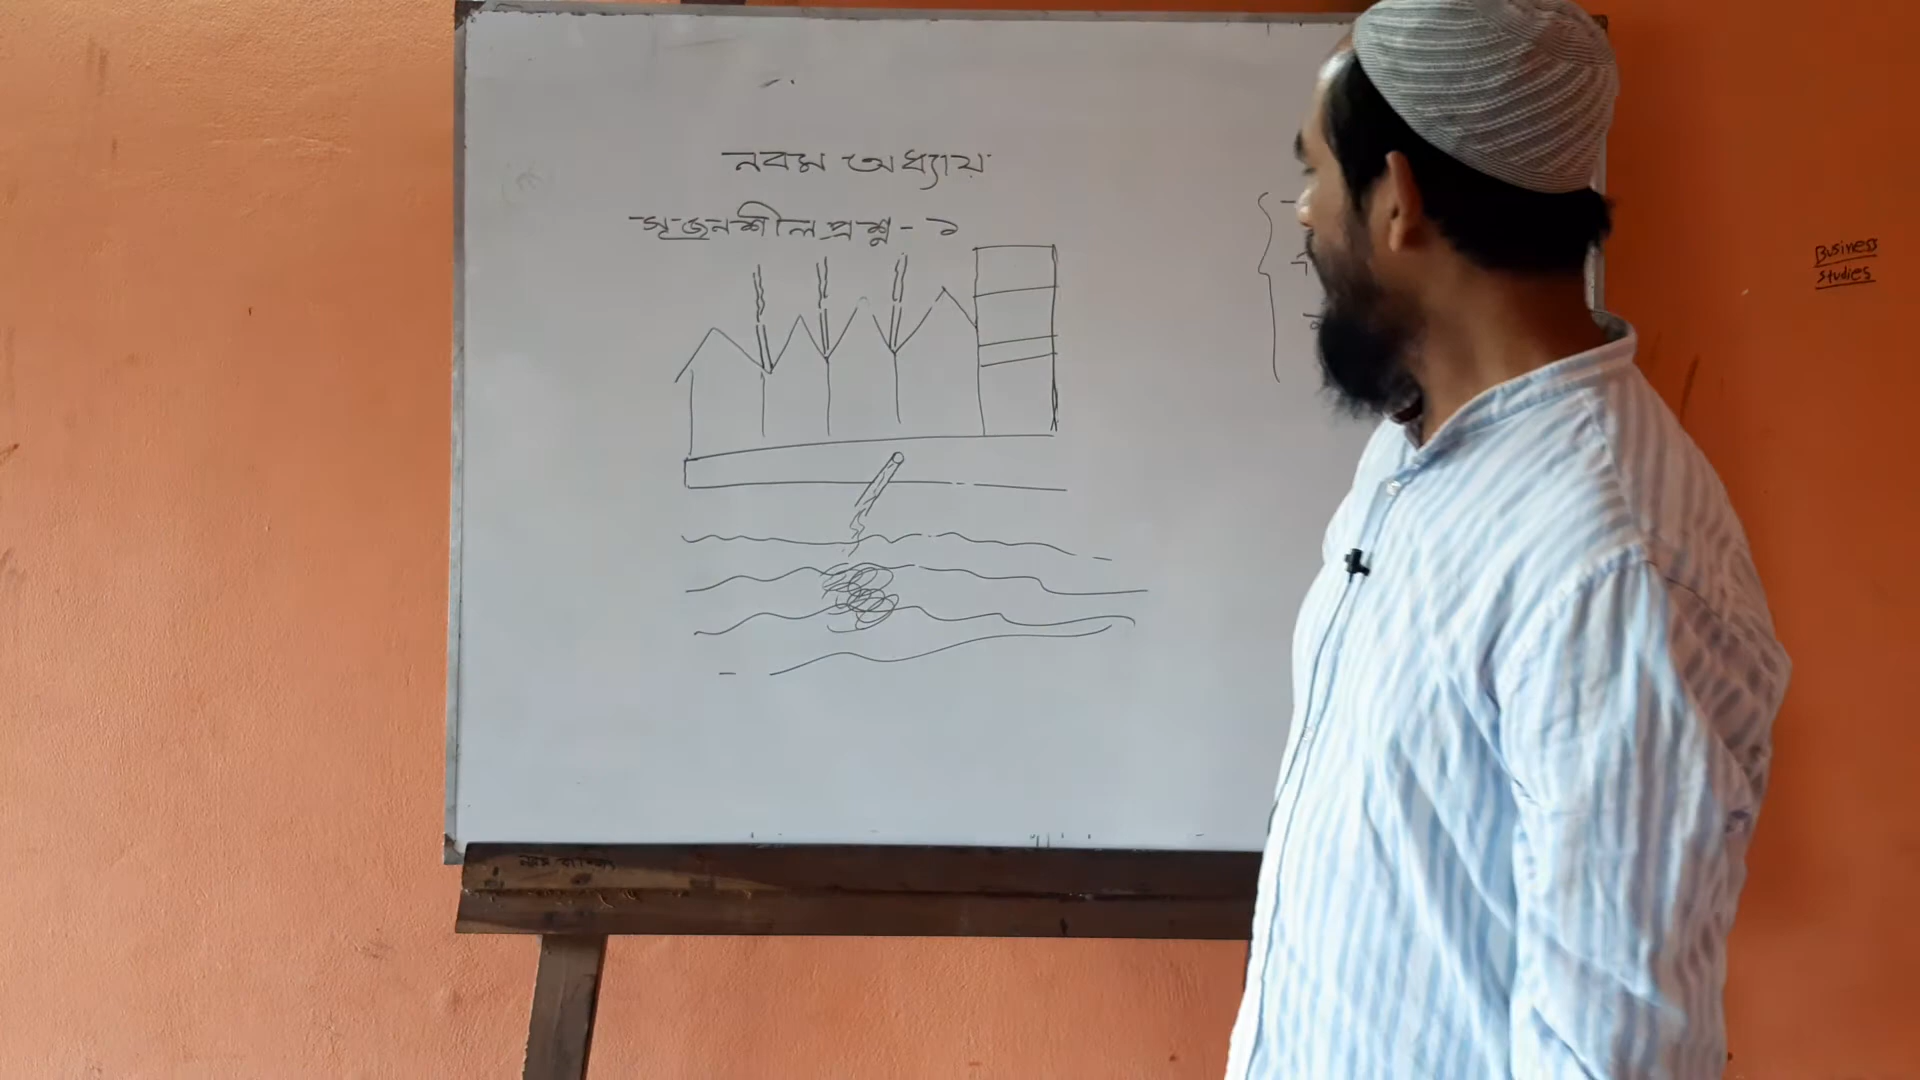 নবম অধ্যায়
সৃজনশীল প্রশ্ন - ১
Business
Studies